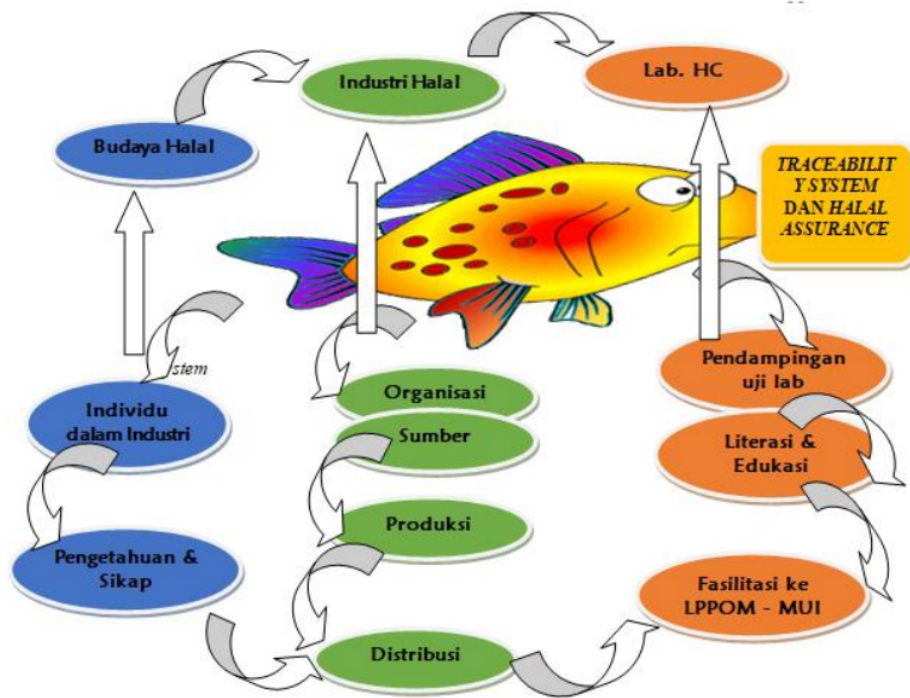 Industri Halal
Lab. HC
Budaya Halal
TRACEABILIT
Y SYSTEM
DAN HALAL
ASSURANCE
stem
Individu
dalam Industri
Organisasi
Sumber
Pendampingan
uji lab
Literasi &
Edukasi
Pengetahuan &
Sikap
Produksi
Distribusi
Fasilitasi ke
LPPOM - MUI